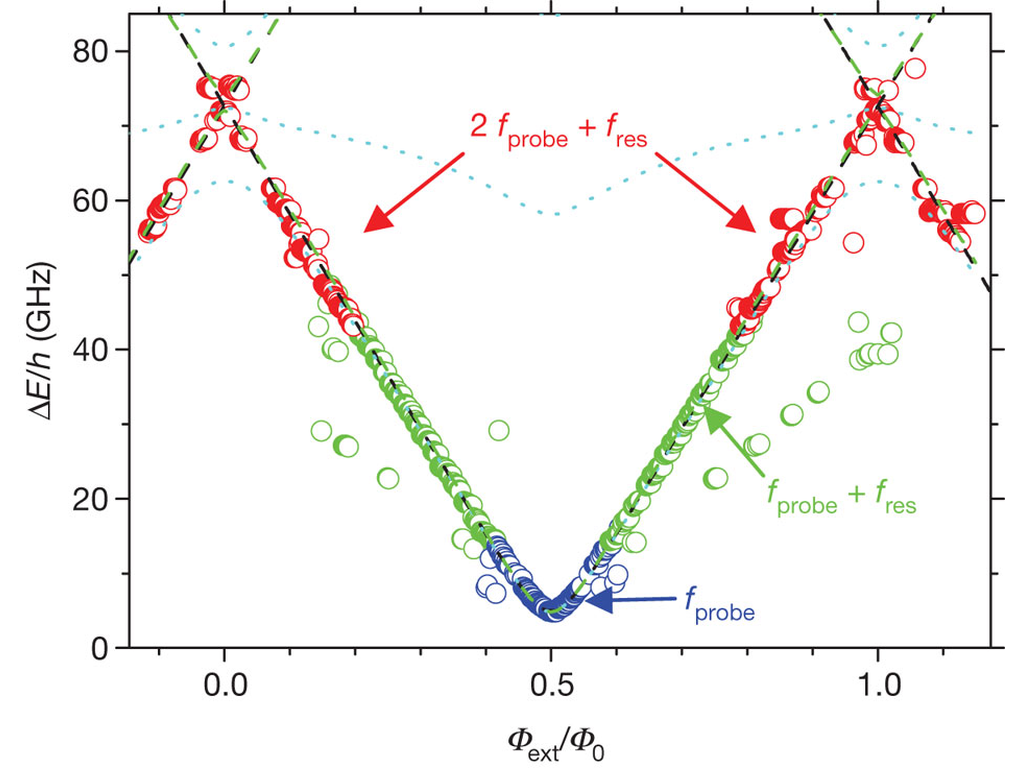 80
60
40
20
0
0.0
0.5
1.0
ΔE/h (GHz)
Φext/Φ0
2 fprobe + fres
fprobe + fres
fprobe